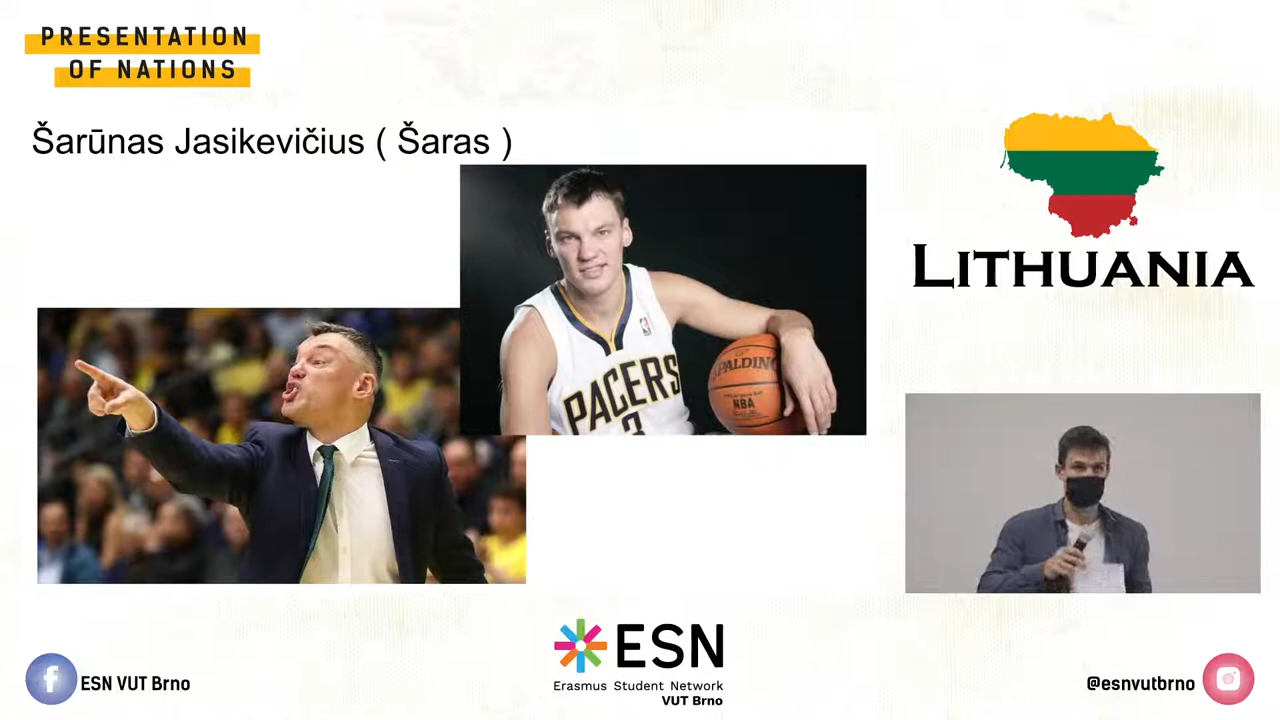 PRESENTATION
OF NATIONS
Šarūnas Jasikevičius ( Šaras )
LITHUANIA
PACERS
3
SPALDING
NBA
ESN
Erasmus Student Network
VUT Brno
ESN VUT Brno
@esnvutbrno